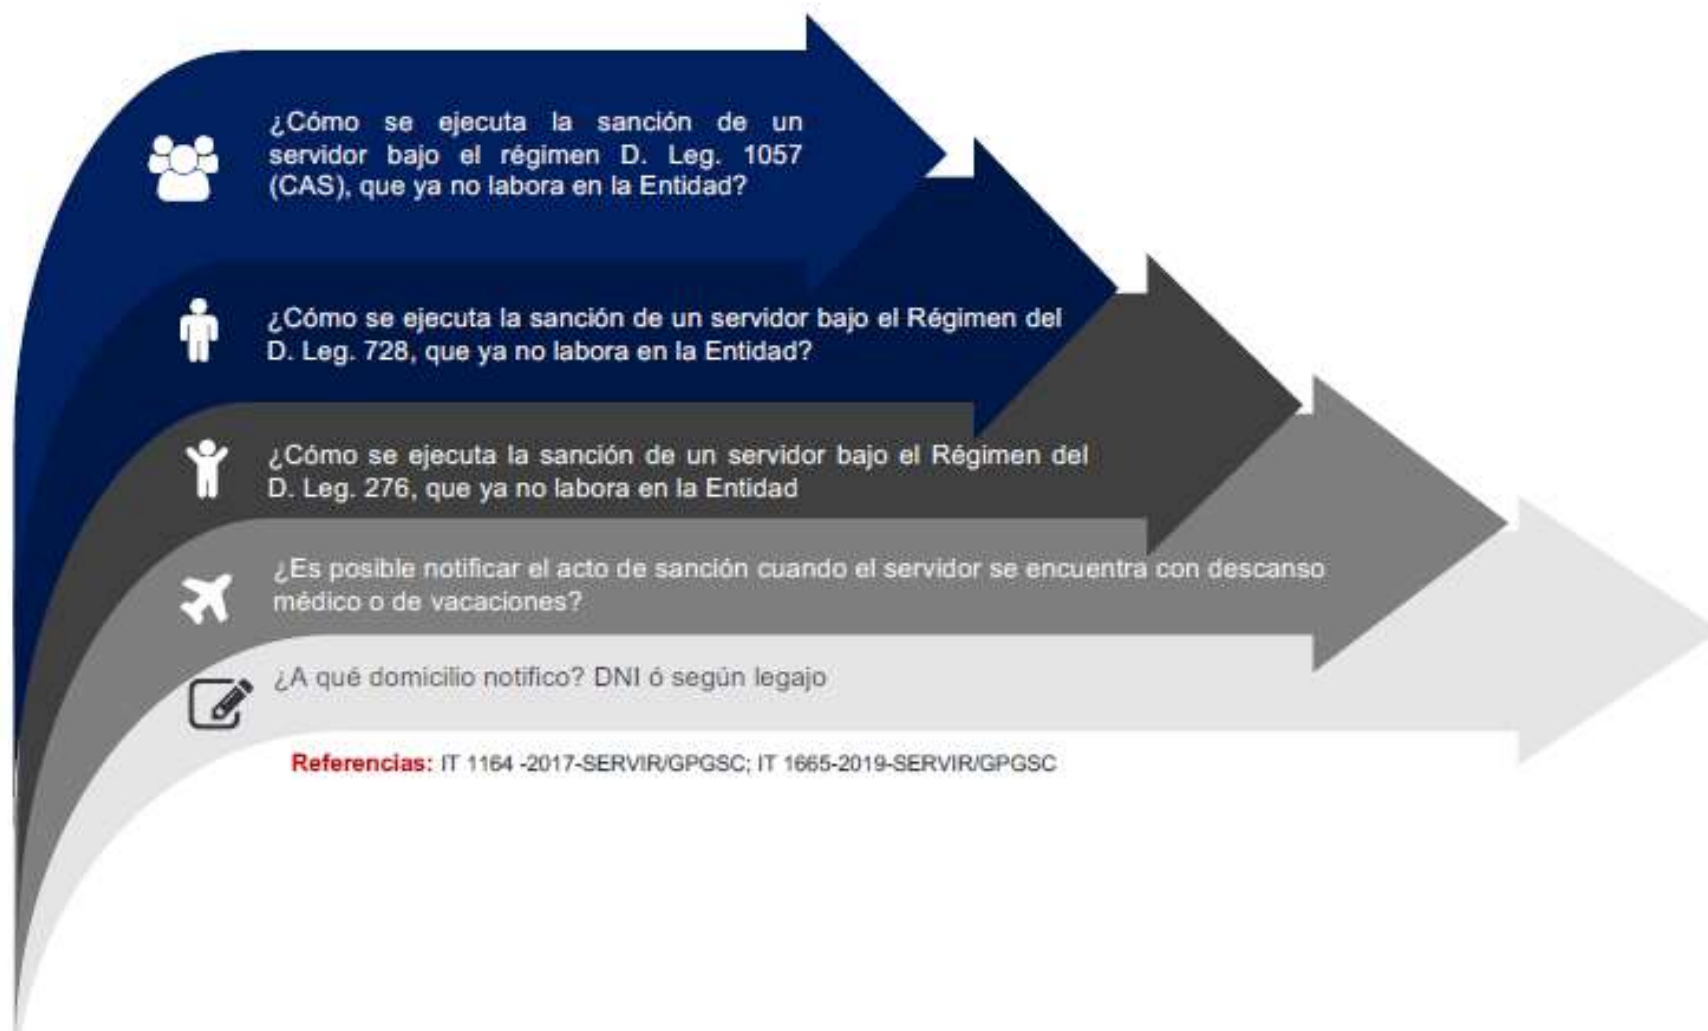 ¿Cómo se ejecuta la sanción de un
servidor bajo el régimen D. Leg. 1057
(CAS), que ya no labora en la Entidad?
¿Cómo se ejecuta la sanción de un servidor bajo el Régimen del
D. Leg. 728, que ya no labora en la Entidad?
¿Cómo se ejecuta la sanción de un servidor bajo el Régimen del
D. Leg. 276, que ya no labora en la Entidad
¿Es posible notificar el acto de sanción cuando el servidor se encuentra con descanso
médico o de vacaciones?
¿A qué domicilio notifico? DNI ó según legajo
Referencias: IT 1164 -2017-SERVIR/GPGSC; IT 1665-2019-SERVIR/GPGSC